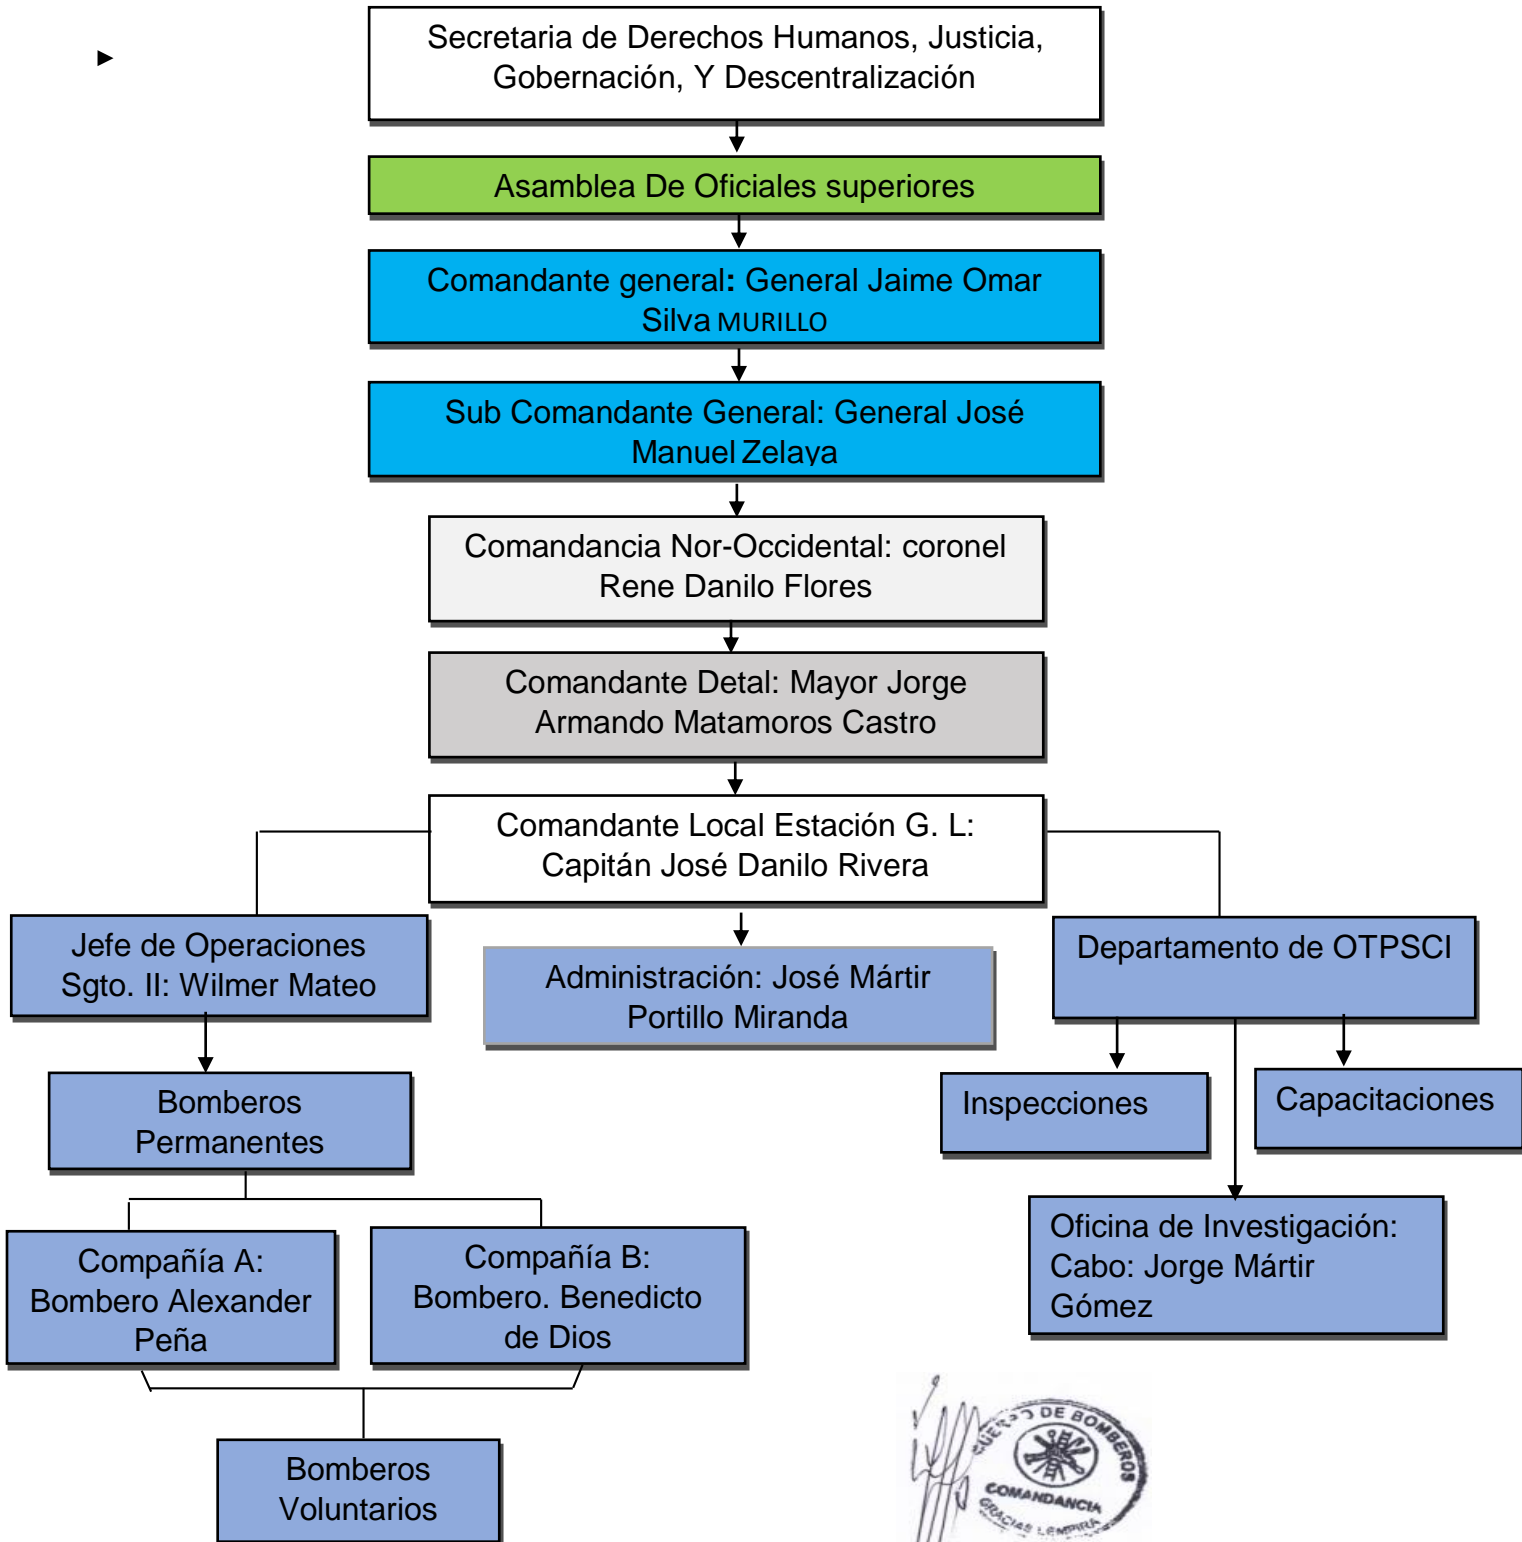 ►
Secretaria de Derechos Humanos, Justicia,
Gobernación, Y Descentralización
Asamblea De Oficiales superiores
Comandante general: General Jaime Omar
Silva MURILLO
Sub Comandante General: General José
Manuel Zelaya
Comandancia Nor-Occidental: coronel
Rene Danilo Flores
Comandante Detal: Mayor Jorge
Armando Matamoros Castro
Comandante Local Estación G. L:
Capitán José Danilo Rivera
Jefe de Operaciones
Sgto. II: Wilmer Mateo
Administración: José Mártir
Portillo Miranda
Departamento de OTPSCI
Bomberos
Permanentes
Inspecciones
Capacitaciones
Compañía A:
Bombero Alexander
Peña
Compañía B:
Bombero. Benedicto
de Dios
Oficina de Investigación:
Cabo: Jorge Mártir
Gómez
Bomberos
Voluntarios
CUERPO DE BOMBEROS
COMANDANCIA
GRACIAS LEMPIRA